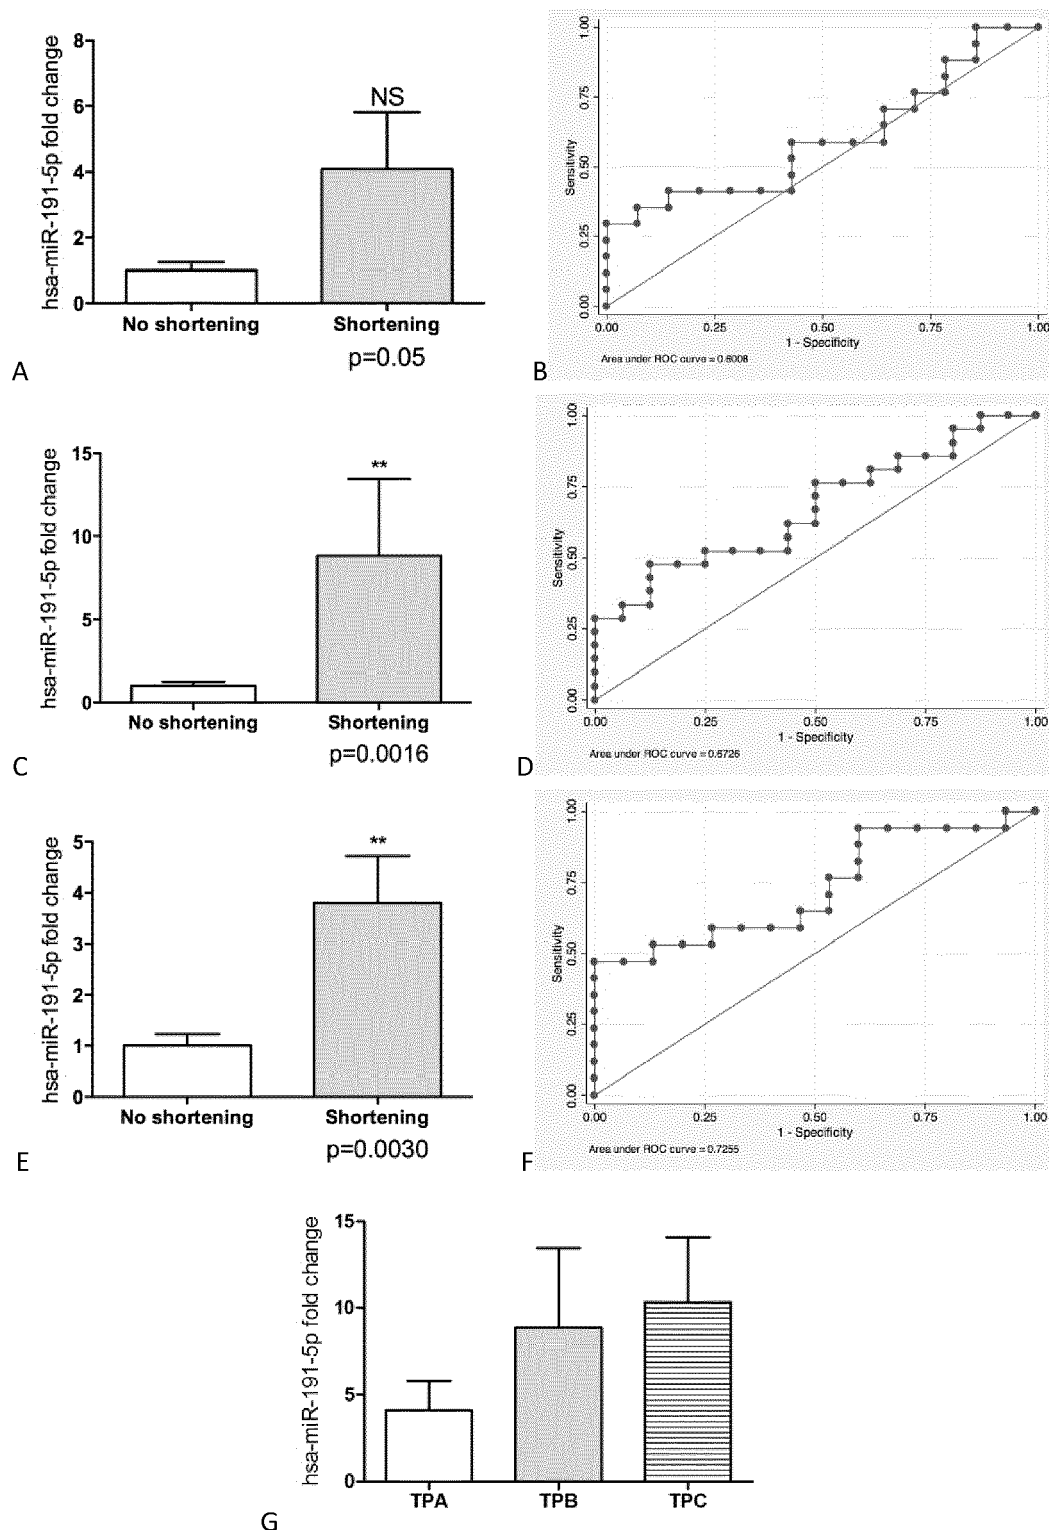 hsa-miR-191-5p fold change
8
6
4
2
0
NS
No shortening
Shortening
p=0.05
A
Sensitivity
1.00
0.75
0.50
0.25
0.00
0.00
0.25
0.50
0.75
1.00
1 - Specificity
Area under ROC curve = 0.6008
B
hsa-miR-191-5p fold change
15
10
5
0
**
No shortening
Shortening
p=0.0016
C
Sensitivity
1.00
0.75
0.50
0.25
0.00
0.00
0.25
0.50
0.75
1.00
1 - Specificity
Area under ROC curve = 0.6726
D
hsa-miR-191-5p fold change
5
4
3
2
1
0
**
No shortening
Shortening
p=0.0030
E
Sensitivity
1.00
0.75
0.50
0.25
0.00
0.00
0.25
0.50
0.75
1.00
1 - Specificity
Area under ROC curve = 0.7255
F
hsa-miR-191-5p fold change
15
10
5
0
TPA
TPB
TPC
G